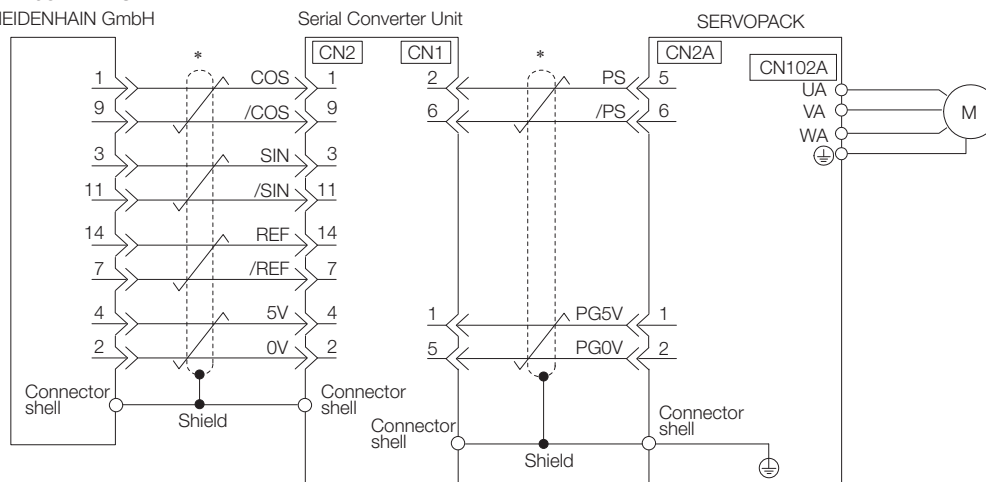 HEIDENHAIN GmbH
Serial Converter Unit
SERVOPACK
CN2
CN1
CN2A
CN102A
*
*
1 COS 1
9 /COS 9
3 SIN 3
11 /SIN 11
14 REF 14
7 /REF 7
4 5V 4
2 0V 2
Connector shell
Shield
Connector shell
2 PS 5
6 /PS 6
1 PG5V 1
5 PG0V 2
Connector shell
Shield
Connector shell
UA
VA
WA
M